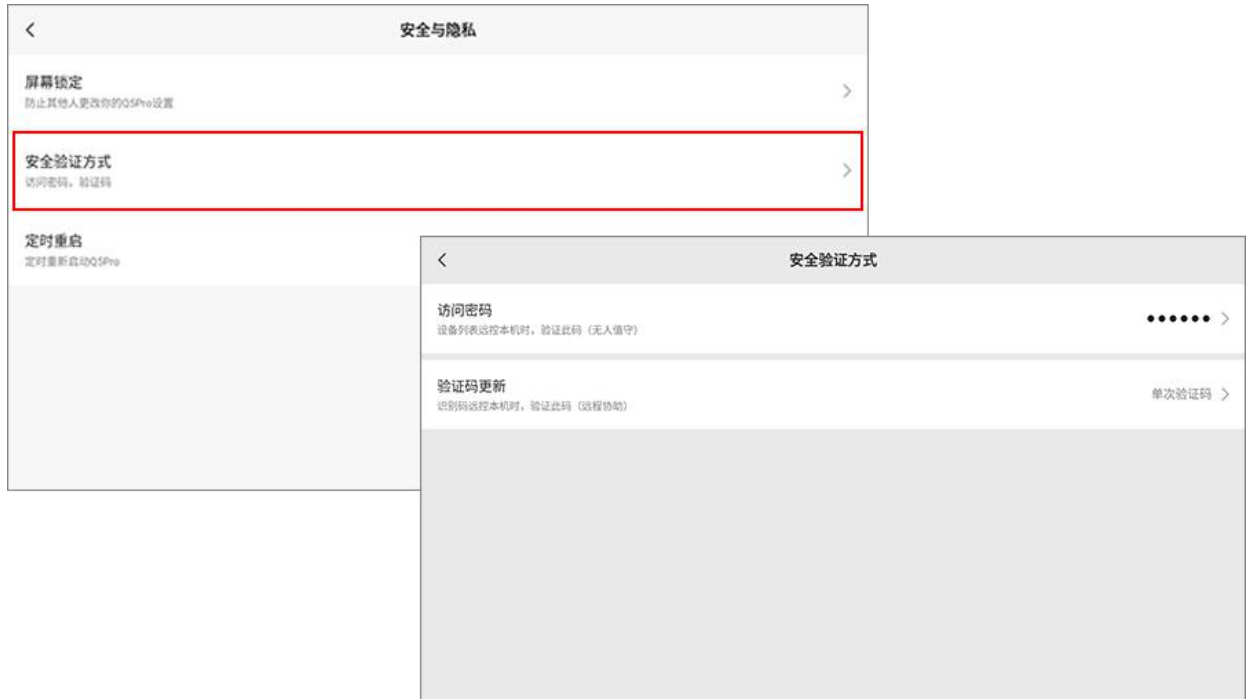 安全与隐私
屏幕锁定
防止其他人更改你的Q5Pro设置
安全验证方式
访问密码，验证码
定时重启
定时重新启动Q5Pro
安全验证方式
访问密码
设备列表远控本机时，验证此码（无人值守）
••••••
验证码更新
识别码远控本机时，验证此码（远程协助）
单次验证码